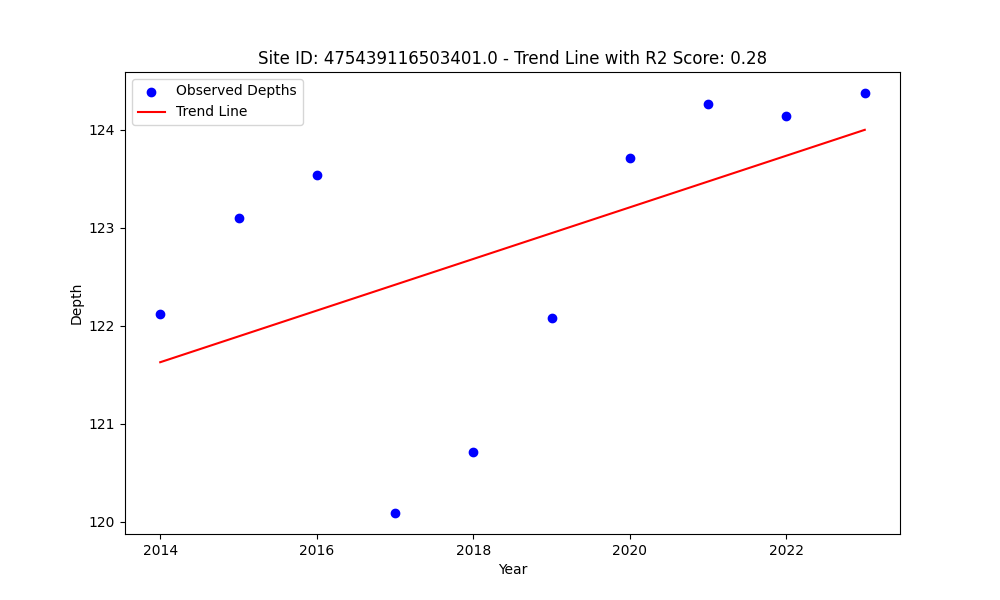 Site ID: 475439116503401.0 - Trend Line with R2 Score: 0.28
Observed Depths
Trend Line
124
123
122
121
120
Depth
2014
2016
2018
2020
2022
Year